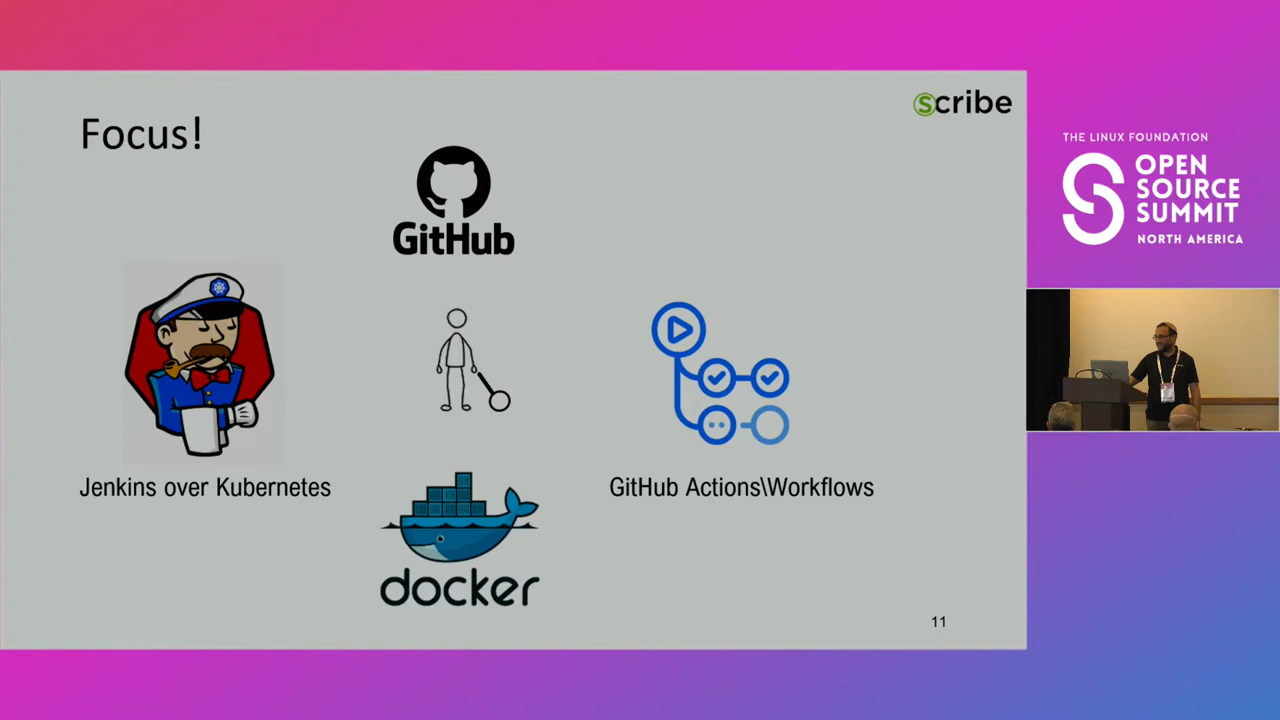 Focus!
scribe
GitHub
Jenkins over Kubernetes
GitHub Actions\Workflows
docker
11
THE LINUX FOUNDATION
OPEN
SOURCE
SUMMIT
NORTH AMERICA